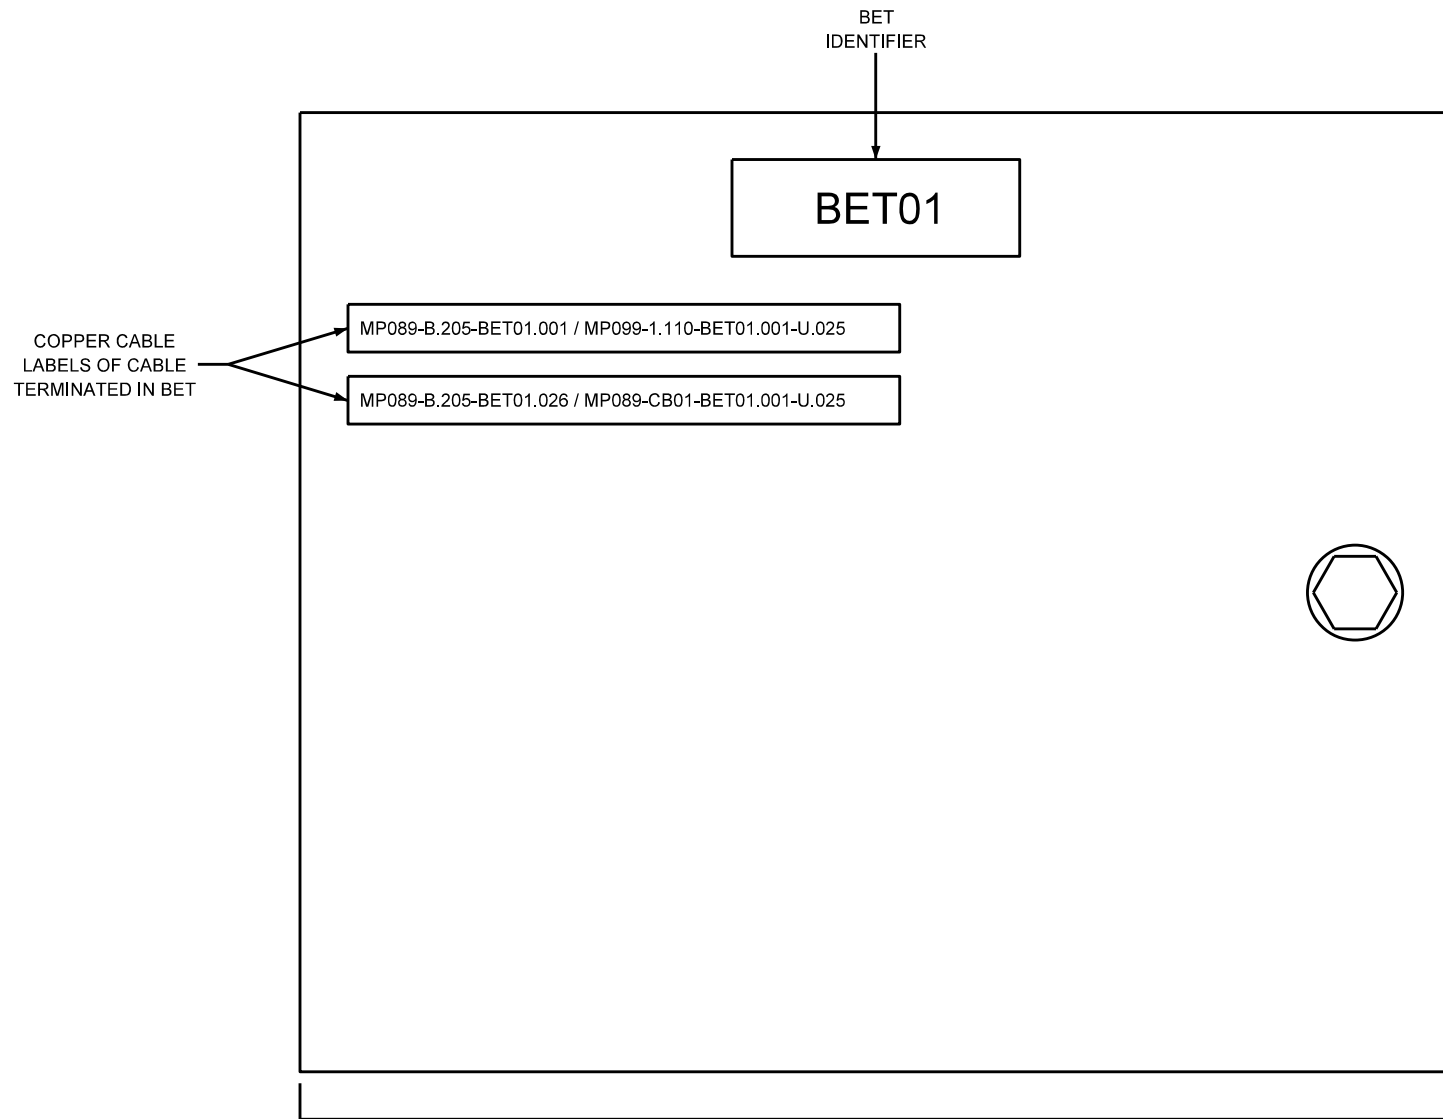 BET
IDENTIFIER
BET01
MP089-B.205-BET01.001 / MP099-1.110-BET01.001-U.025
COPPER CABLE
LABELS OF CABLE
TERMINATED IN BET
MP089-B.205-BET01.026 / MP089-CB01-BET01.001-U.025